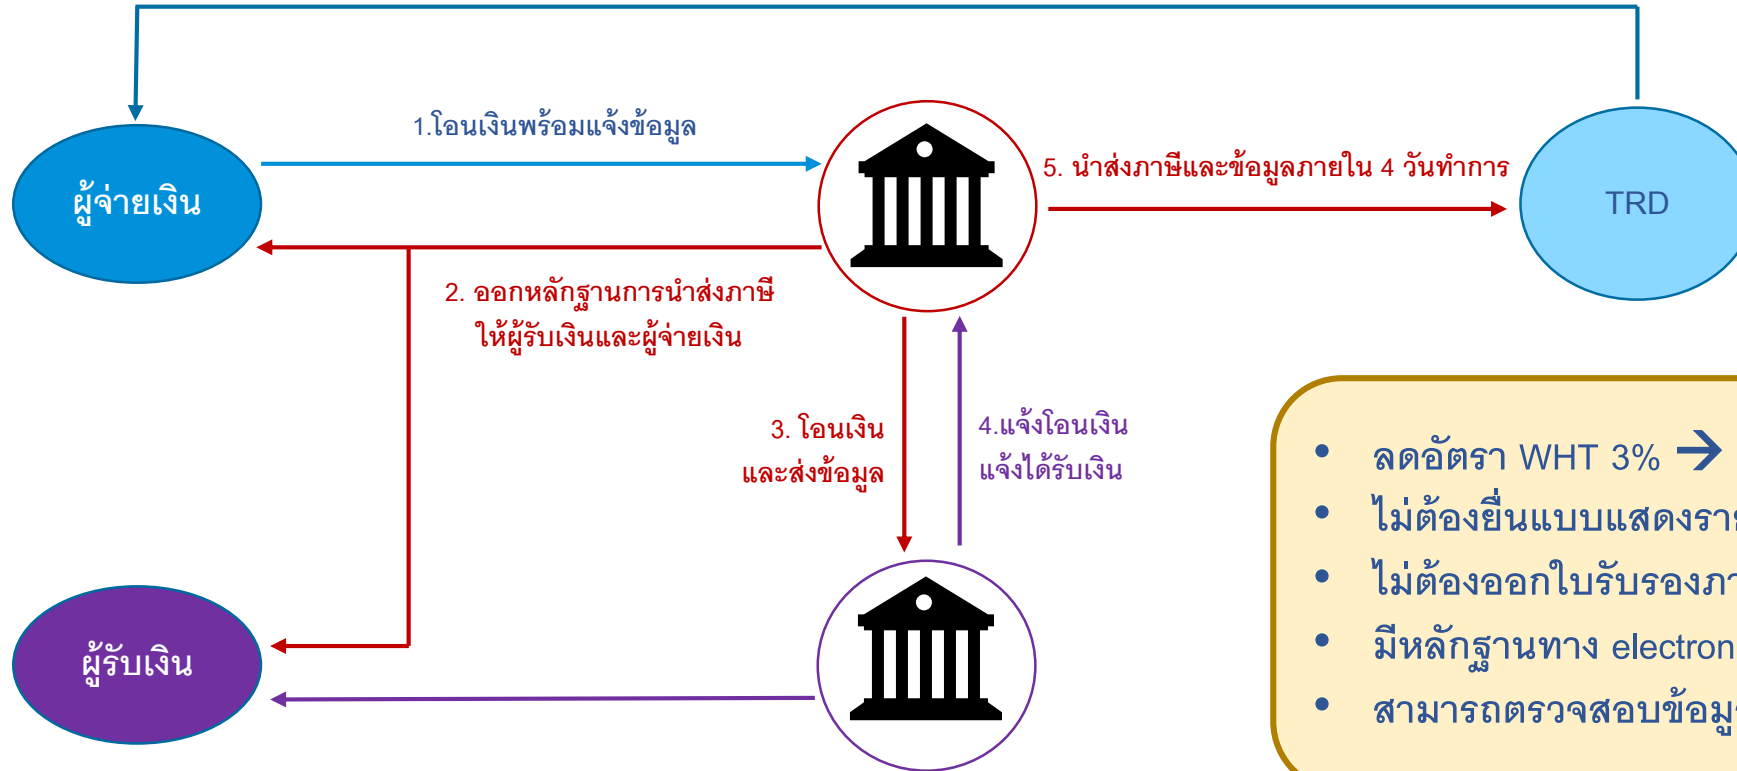 1.โอนเงินพร้อมแจ้งข้อมูล
ผู้จ่ายเงิน
5. นำส่งภาษีและข้อมูลภายใน 4 วันทำการ
TRD
2. ออกหลักฐานการนำส่งภาษี
ให้ผู้รับเงินและผู้จ่ายเงิน
3. โอนเงิน
และส่งข้อมูล
4.แจ้งโอนเงิน
แจ้งได้รับเงิน
ผู้รับเงิน
• ลดอัตรา WHT 3% →
• ไม่ต้องยื่นแบบแสดงราย
• ไม่ต้องออกใบรับรองภา
• มีหลักฐานทาง electron
• สามารถตรวจสอบข้อมู